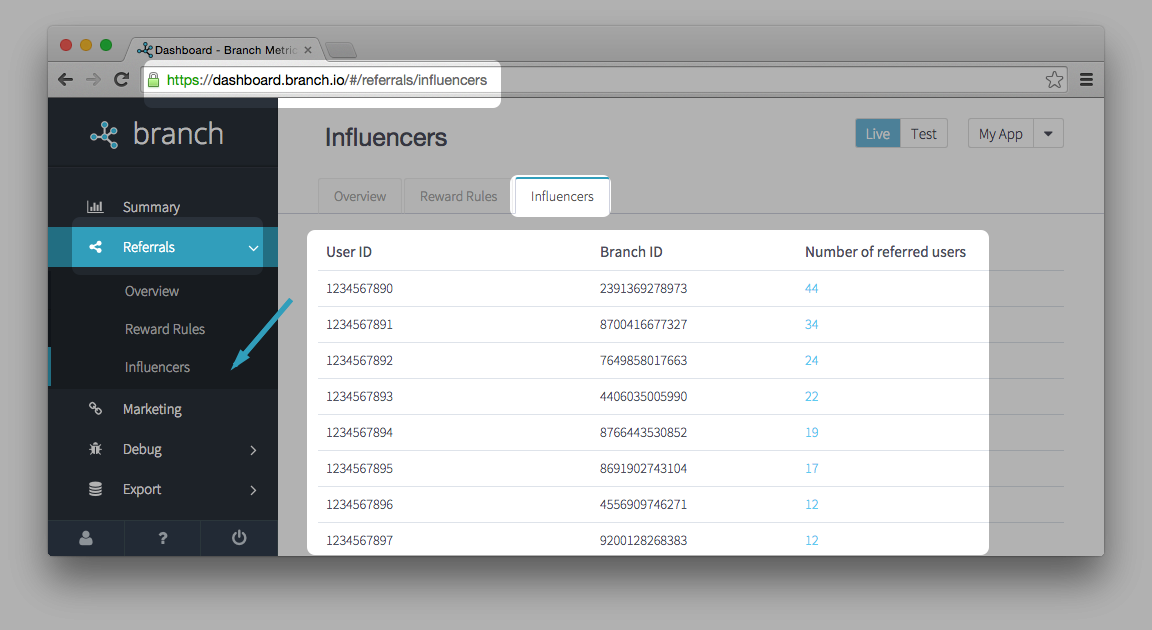 Dashboard - Branch Metric
https://dashboard.branch.io/#/referrals/influencers
branch
Summary
Referrals
Overview
Reward Rules
Influencers
Marketing
Debug
Export
?
Influencers
Live Test My App
Overview Reward Rules Influencers
User ID Branch ID Number of referred users
1234567890 2391369278973 44
1234567891 8700416677327 34
1234567892 7649858017663 24
1234567893 4406035005990 22
1234567894 8766443530852 19
1234567895 8691902743104 17
1234567896 4556909746271 12
1234567897 9200128268383 12